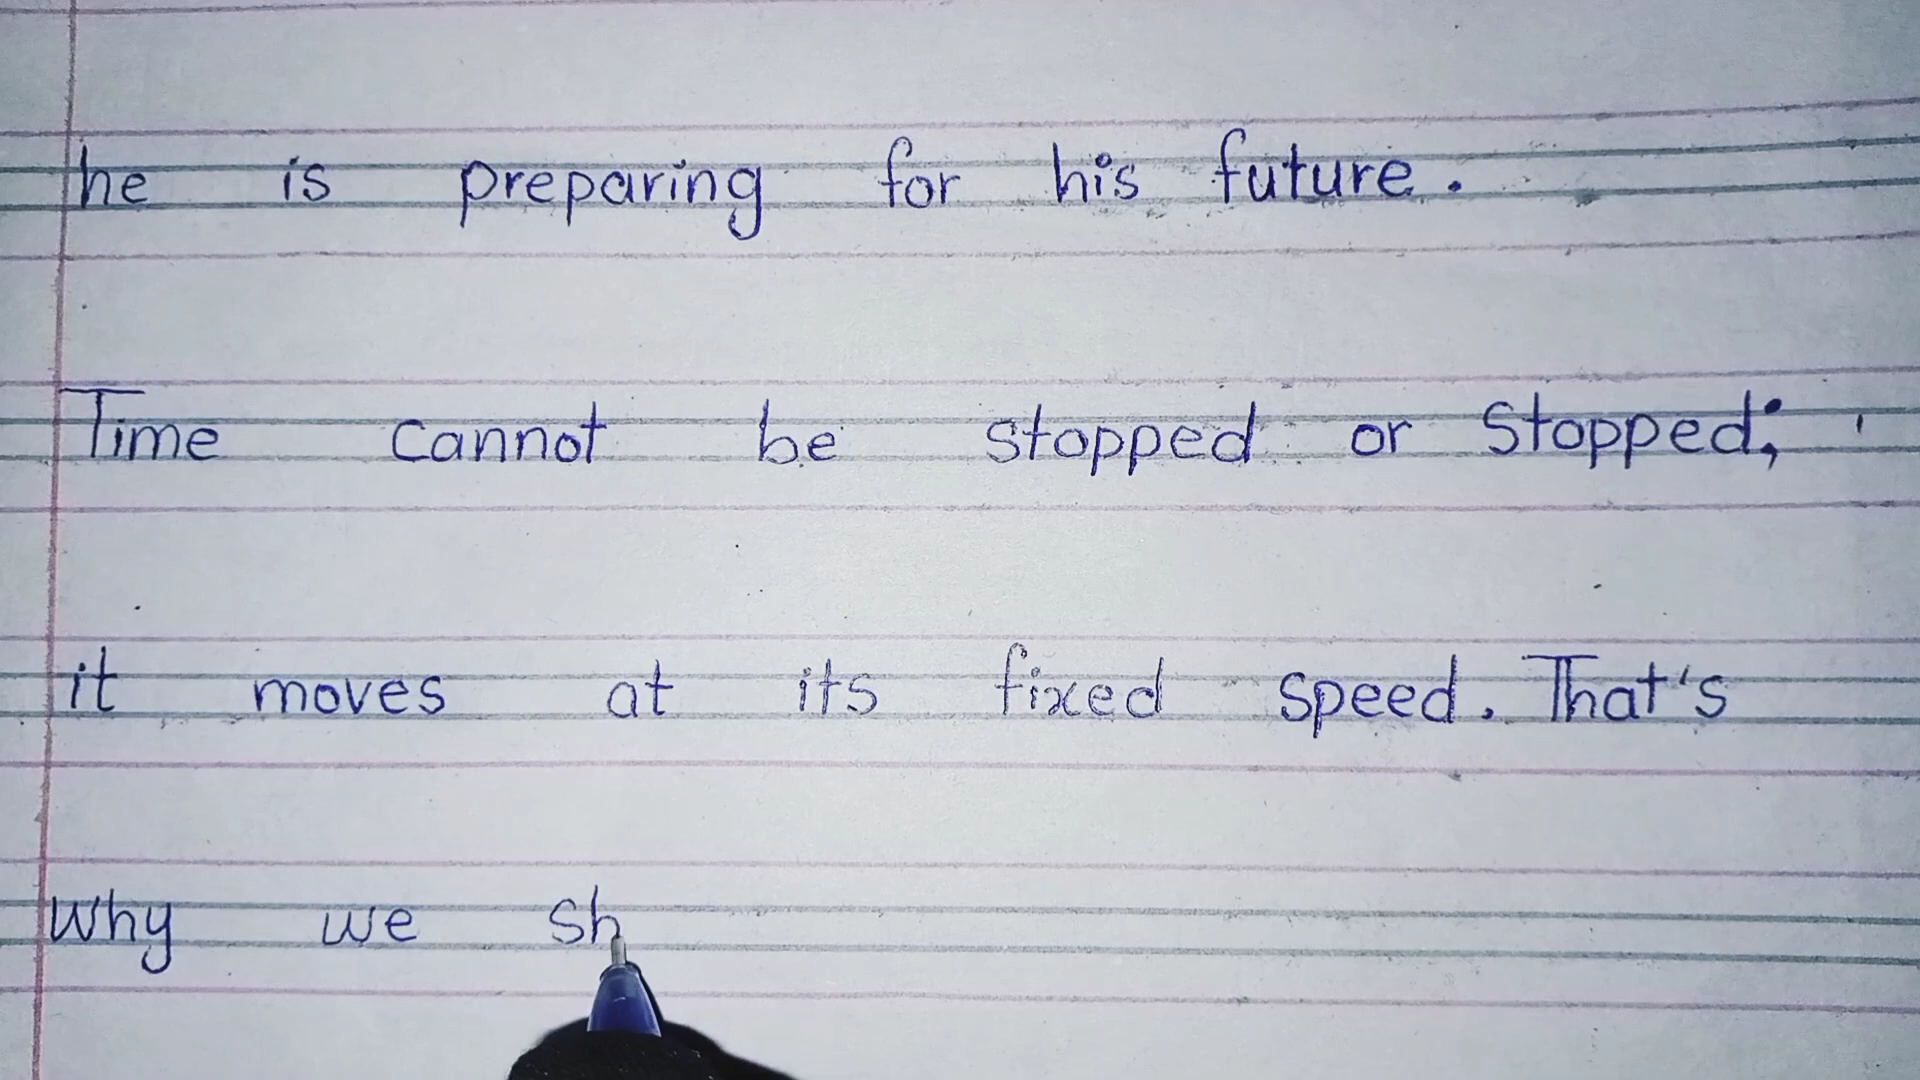 he is preparing for his future.
Time cannot be stopped or Stopped;
it moves at its fixed speed. That's
Why we sh